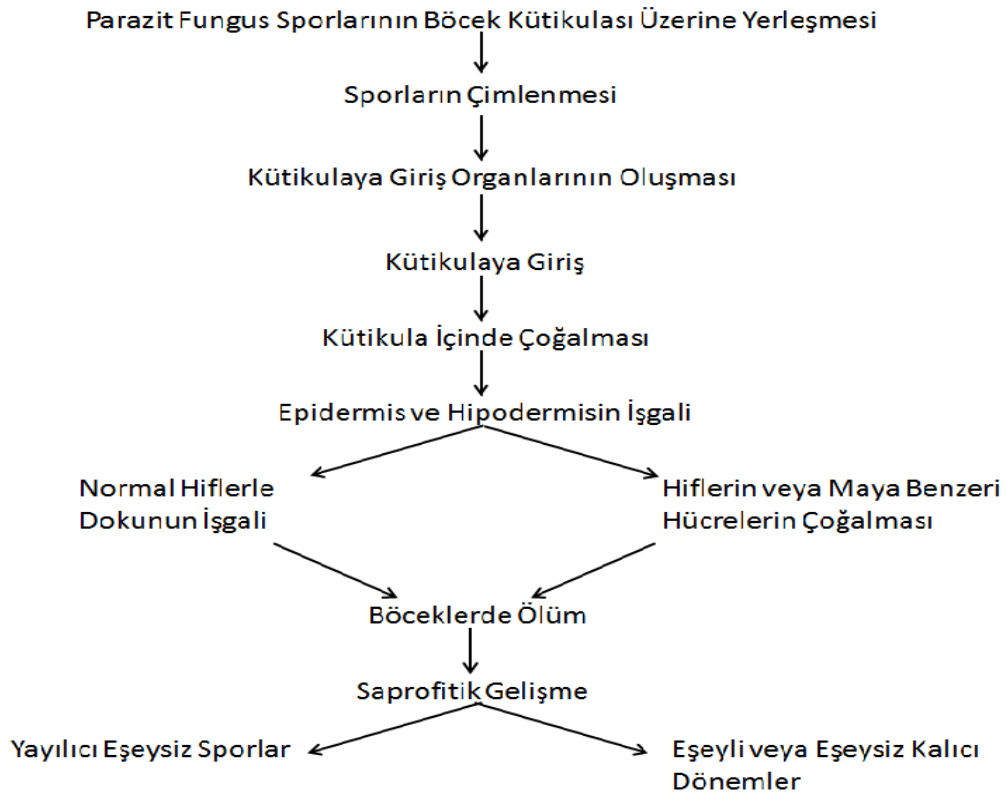 Parazit Fungus Sporlarının Böcek Kütikulası Üzerine Yerleşmesi
Sporların Çimlenmesi
Kütikulaya Giriş Organlarının Oluşması
Kütikulaya Giriş
Kütikula İçinde Çoğalması
Epidermis ve Hipodermisin İşgali
Normal Hiflerle
Dokunun İşgali
Hiflerin veya Maya Benzeri
Hücrelerin Çoğalması
Böceklerde Ölüm
Saprofitik Gelişme
Yayılıcı Eşeysiz Sporlar
Eşeyli veya Eşeysiz Kalıcı
Dönemler